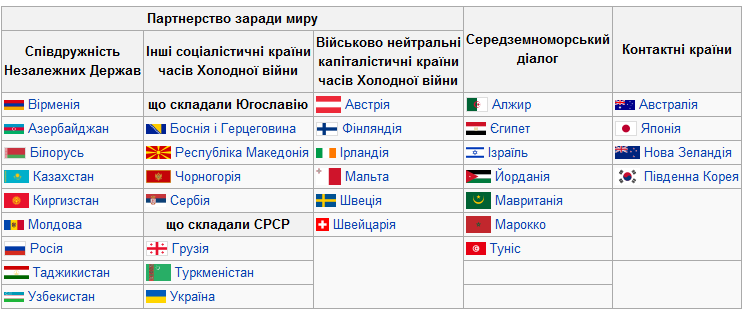 Партнерство заради миру
Середземноморський
діалог
Контактні країни
Співдружність
Незалежних Держав
Інші соціалістичні країни
часів Холодної війни
Військово нейтральні
капіталістичні країни
часів Холодної війни
Вірменія
що складали Югославію
Австрія
Алжир
Австралія
Азербайджан
Боснія і Герцеговина
Фінляндія
Єгипет
Японія
Білорусь
Республіка Македонія
Ірландія
Ізраїль
Нова Зеландія
Казахстан
Чорногорія
Мальта
Йорданія
Південна Корея
Киргизстан
Сербія
Швеція
Мавританія
Молдова
що складали СРСР
Швейцарія
Марокко
Росія
Грузія
Туніс
Таджикистан
Туркменістан
Узбекистан
Україна